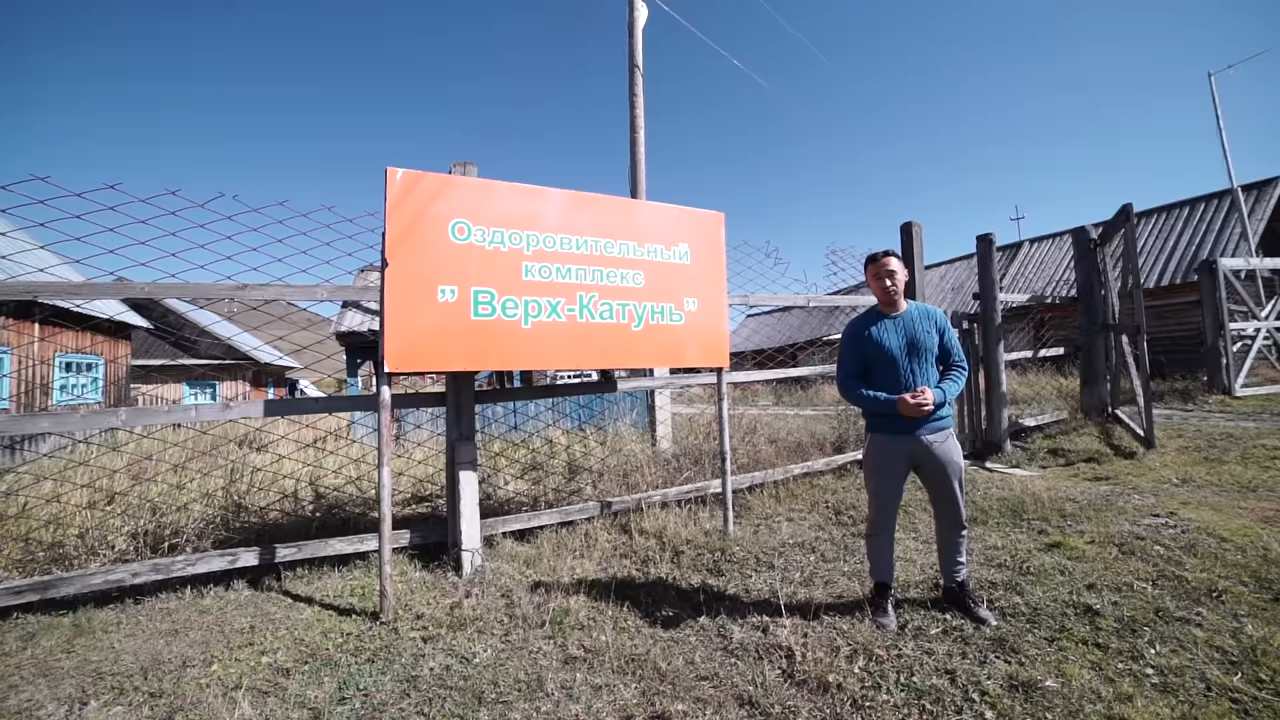 Оздоровительный
комплекс
” Верх-Катунь”